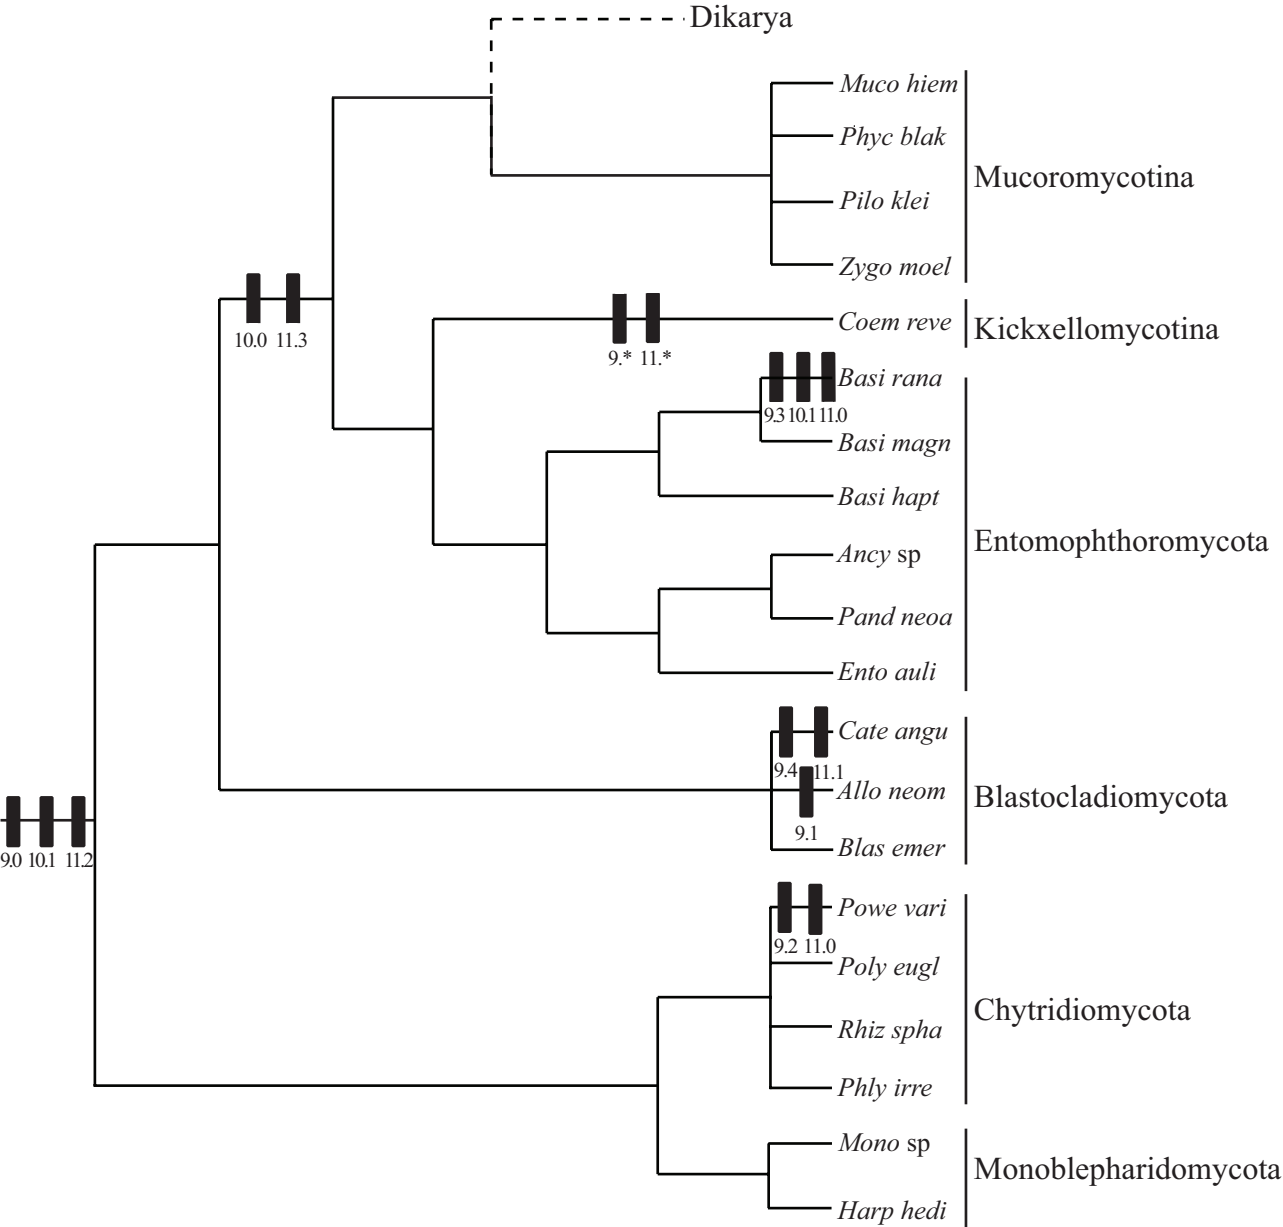 Dikarya
Muco hiem
Phyc blak
Mucoromycotina
Pilo klei
Zygo moel
10.0 11.3
Coem reve
Kickxellomycotina
9.* 11.*
Basi rana
9.3 10.1 11.0
Basi magn
Basi hapt
Entomophthoromycota
Ancy sp
Pand neoa
Ento auli
Cate angu
9.4 11.1
Allo neom
Blastocladiomycota
9.1
Blas emer
9.0 10.1 11.2
Powe vari
9.2 11.0
Poly eugl
Chytridiomycota
Rhiz spha
Phly irre
Mono sp
Monoblepharidomycota
Harp hedi